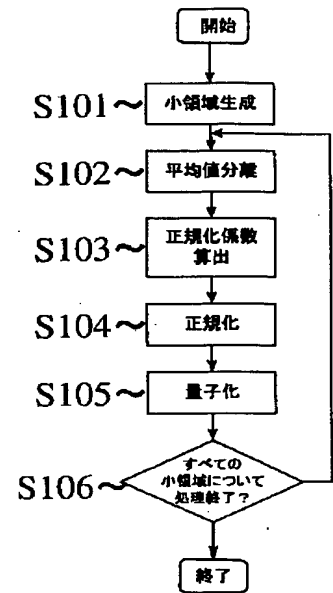 開始
S101〜 小領域生成
S102〜 平均値分離
S103〜 正規化係数
算出
S104〜 正規化
S105〜 量子化
S106〜 すべての
小領域について
処理終了?
終了